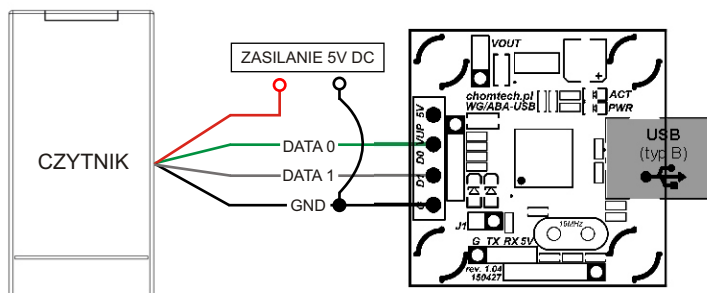 ZASILANIE 5V DC
CZYTNIK
DATA 0
DATA 1
GND
VOUT
chomtech.pl
WG/ABA-USB
ACT
PWR
5V
VUP
D0
D1
G
USB
(typ B)
J1
16MHz
G TX RX 5V
rev. 1.04
150427